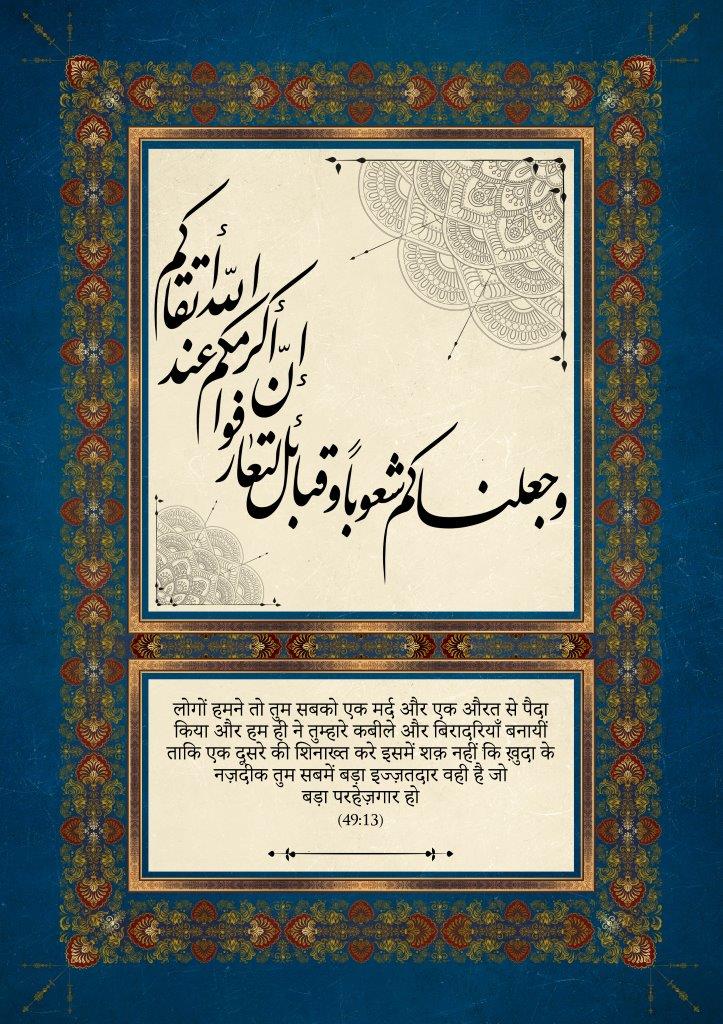 وجعلناكم شعوباً وقبائل لتعارفوا
إنّ أكرمكم عند
الله أتقاكم
लोगों हमने तो तुम सबको एक मर्द और एक औरत से पैदा
किया और हम ही ने तुम्हारे कबीले और बिरादरियाँ बनायीं
ताकि एक दूसरे की शिनाख्त करे इसमें शक़ नहीं कि ख़ुदा के
नज़दीक तुम सबमें बड़ा इज्ज़तदार वही है जो
बड़ा परहेज़गार हो
(49:13)